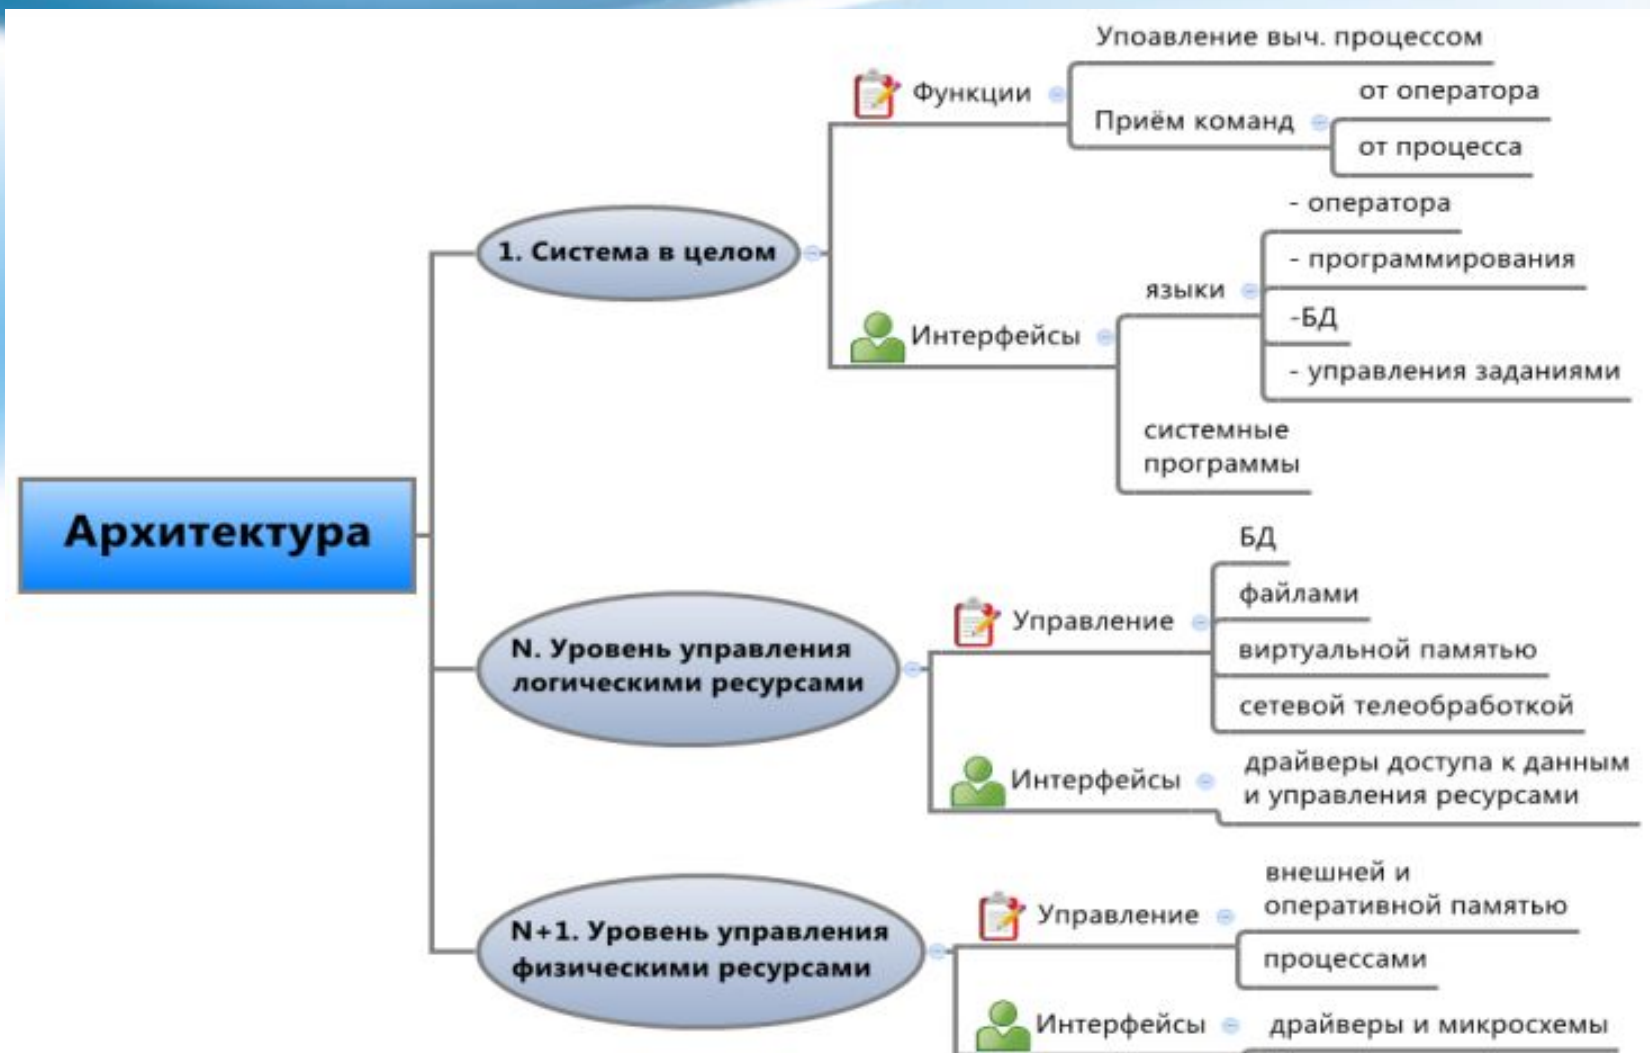 Архитектура
1. Система в целом
Функции
Упоавление выч. процессом
Приём команд
от оператора
от процесса
Интерфейсы
языки
- оператора
- программирования
-БД
- управления заданиями
системные
программы
N. Уровень управления
логическими ресурсами
Управление
БД
файлами
виртуальной памятью
сетевой телеобработкой
Интерфейсы
драйверы доступа к данным
и управления ресурсами
N+1. Уровень управления
физическими ресурсами
Управление
внешней и
оперативной памятью
процессами
Интерфейсы
драйверы и микросхемы